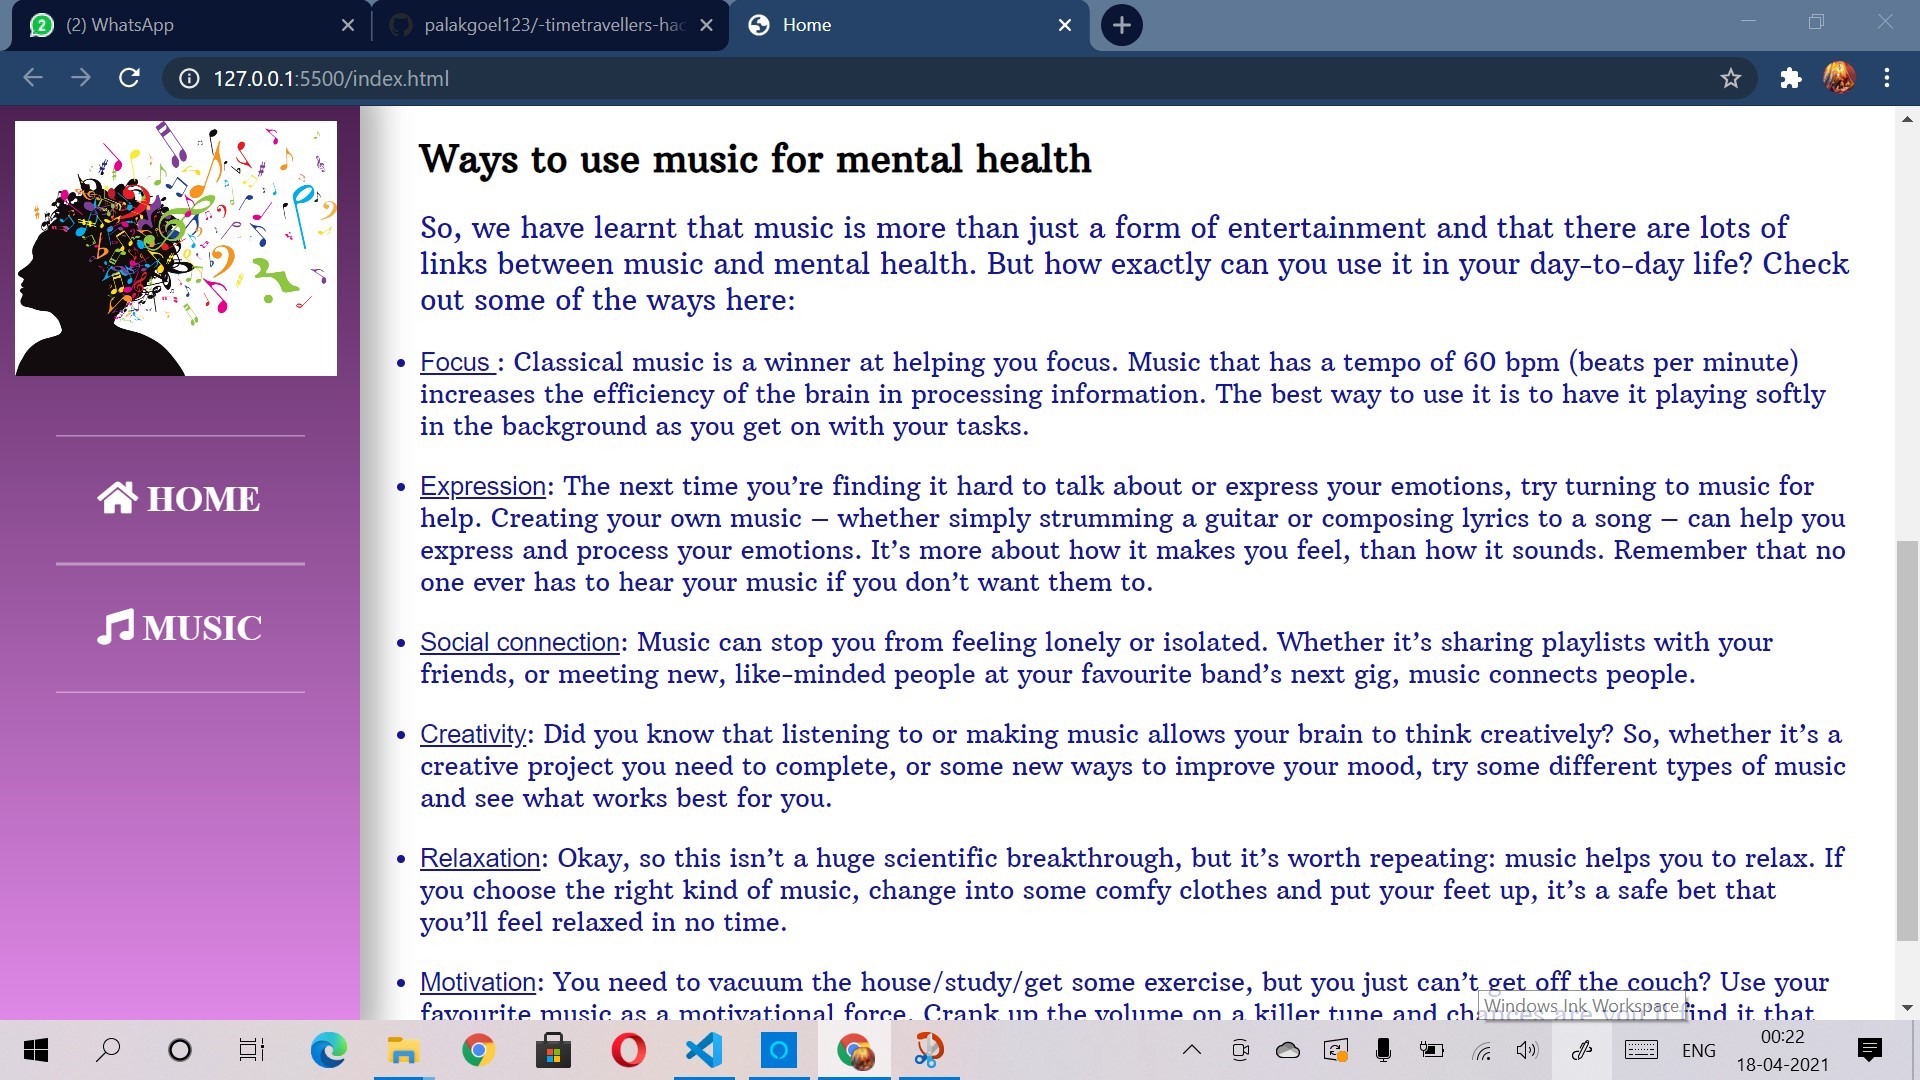 (2) WhatsApp
palakgoel123/-timetravellers-hac
Home
127.0.0.1:5500/index.html
HOME
MUSIC
Ways to use music for mental health
So, we have learnt that music is more than just a form of entertainment and that there are lots of
links between music and mental health. But how exactly can you use it in your day-to-day life? Check
out some of the ways here:
• Focus : Classical music is a winner at helping you focus. Music that has a tempo of 60 bpm (beats per minute)
increases the efficiency of the brain in processing information. The best way to use it is to have it playing softly
in the background as you get on with your tasks.
• Expression: The next time you’re finding it hard to talk about or express your emotions, try turning to music for
help. Creating your own music – whether simply strumming a guitar or composing lyrics to a song – can help you
express and process your emotions. It’s more about how it makes you feel, than how it sounds. Remember that no
one ever has to hear your music if you don’t want them to.
• Social connection: Music can stop you from feeling lonely or isolated. Whether it’s sharing playlists with your
friends, or meeting new, like-minded people at your favourite band’s next gig, music connects people.
• Creativity: Did you know that listening to or making music allows your brain to think creatively? So, whether it’s a
creative project you need to complete, or some new ways to improve your mood, try some different types of music
and see what works best for you.
• Relaxation: Okay, so this isn’t a huge scientific breakthrough, but it’s worth repeating: music helps you to relax. If
you choose the right kind of music, change into some comfy clothes and put your feet up, it’s a safe bet that
you’ll feel relaxed in no time.
• Motivation: You need to vacuum the house/study/get some exercise, but you just can’t get off the couch? Use your
favourite music as a motivational force. Crank up the volume on a killer tune and chances are you'll find it that
Windows Ink Workspace
ENG
00:22
18-04-2021